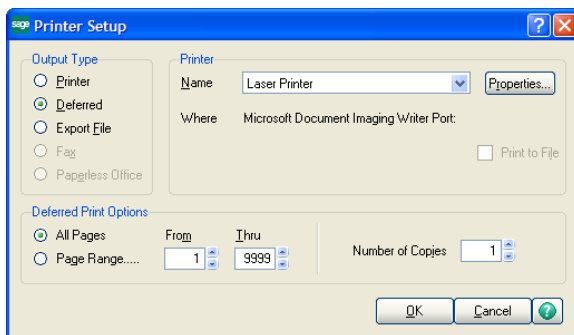 sage Printer Setup
Output Type
Printer
Deferred
Export File
Fax
Paperless Office
Printer
Name Laser Printer Properties...
Where Microsoft Document Imaging Writer Port:
Print to File
Deferred Print Options
All Pages
Page Range.....
From Thru
1 9999
Number of Copies 1
OK Cancel ?